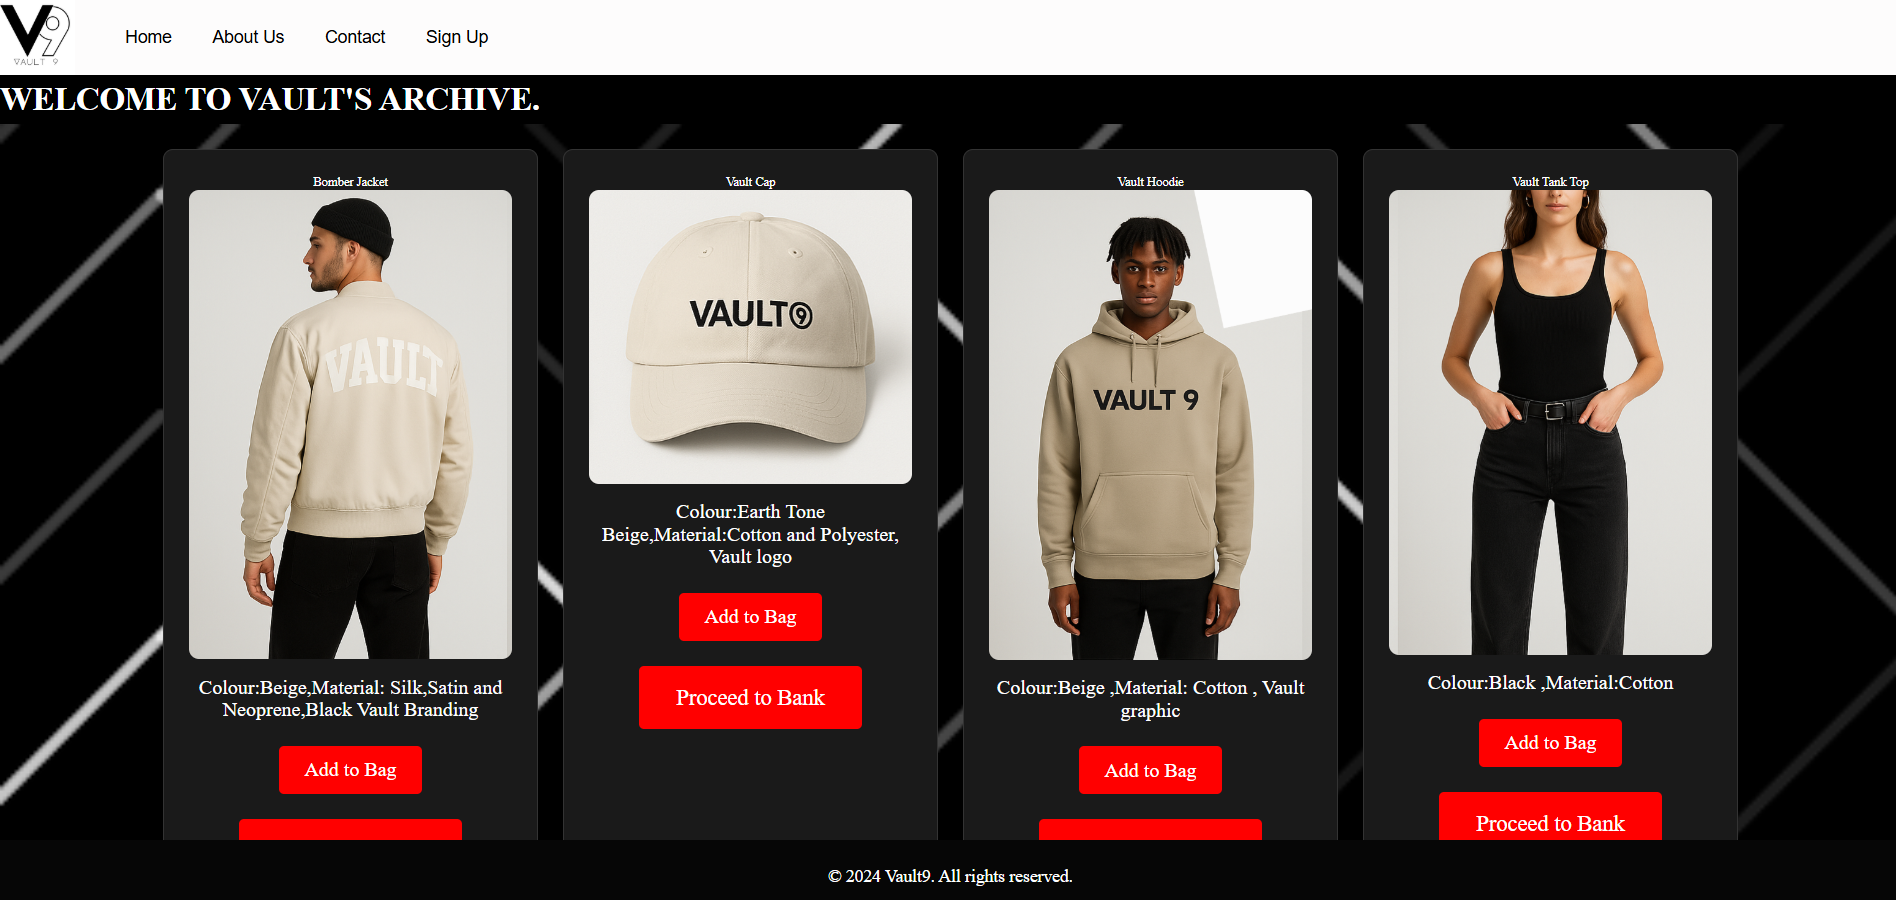 V9
VAULT 9
Home
About Us
Contact
Sign Up
WELCOME TO VAULT'S ARCHIVE.
Bomber Jacket
VAULT
Colour:Beige,Material: Silk,Satin and
Neoprene,Black Vault Branding
Add to Bag
Vault Cap
VAULT9
Colour:Earth Tone
Beige,Material:Cotton and Polyester,
Vault logo
Add to Bag
Proceed to Bank
Vault Hoodie
VAULT 9
Colour:Beige ,Material: Cotton , Vault
graphic
Add to Bag
Vault Tank Top
Colour:Black ,Material:Cotton
Add to Bag
Proceed to Bank
© 2024 Vault9. All rights reserved.